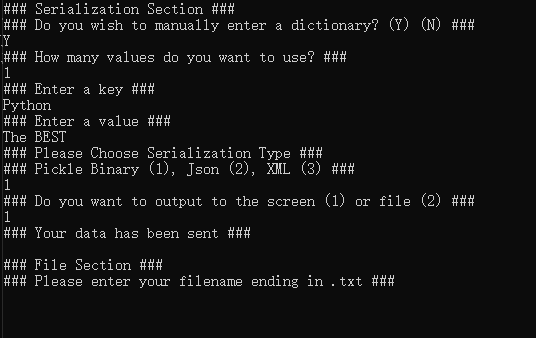 ### Serialization Section ###
### Do you wish to manually enter a dictionary? (Y) (N) ###
Y
### How many values do you want to use? ###
1
### Enter a key ###
Python
### Enter a value ###
The BEST
### Please Choose Serialization Type ###
### Pickle Binary (1), Json (2), XML (3) ###
1
### Do you want to output to the screen (1) or file (2) ###
1
### Your data has been sent ###

### File Section ###
### Please enter your filename ending in .txt ###